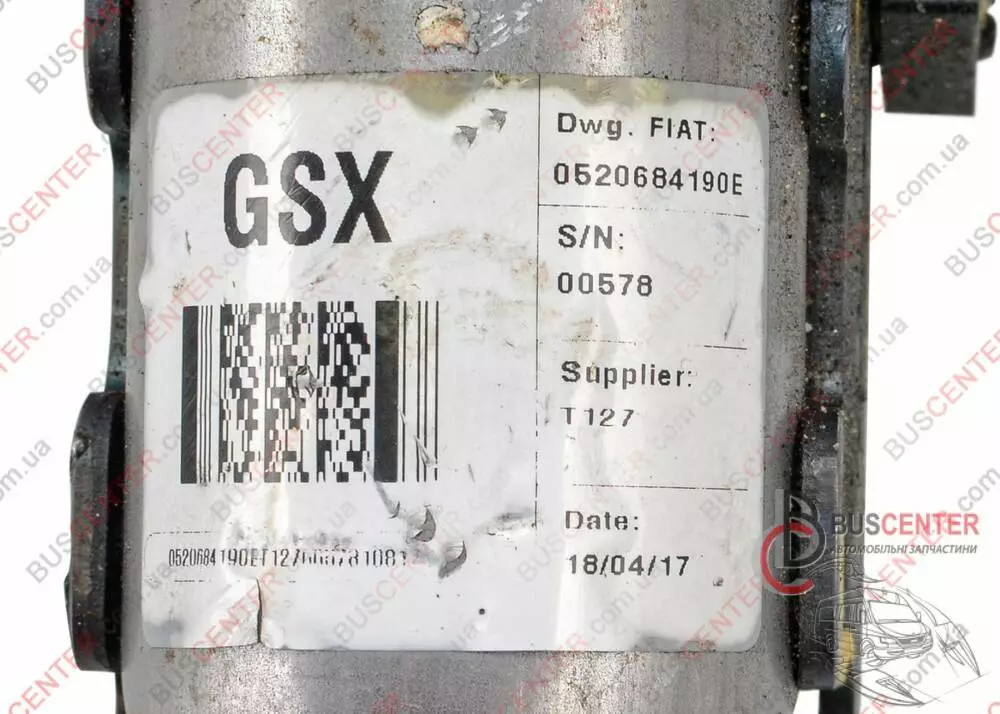 GSX
Dwg. FIAT:
0520684190E
S/N:
00578
Supplier:
T127
Date:
18/04/17
BUSCENTER
АВТОМОБІЛЬНІ ЗАПЧАСТИНИ
BUSCENTER.com.ua